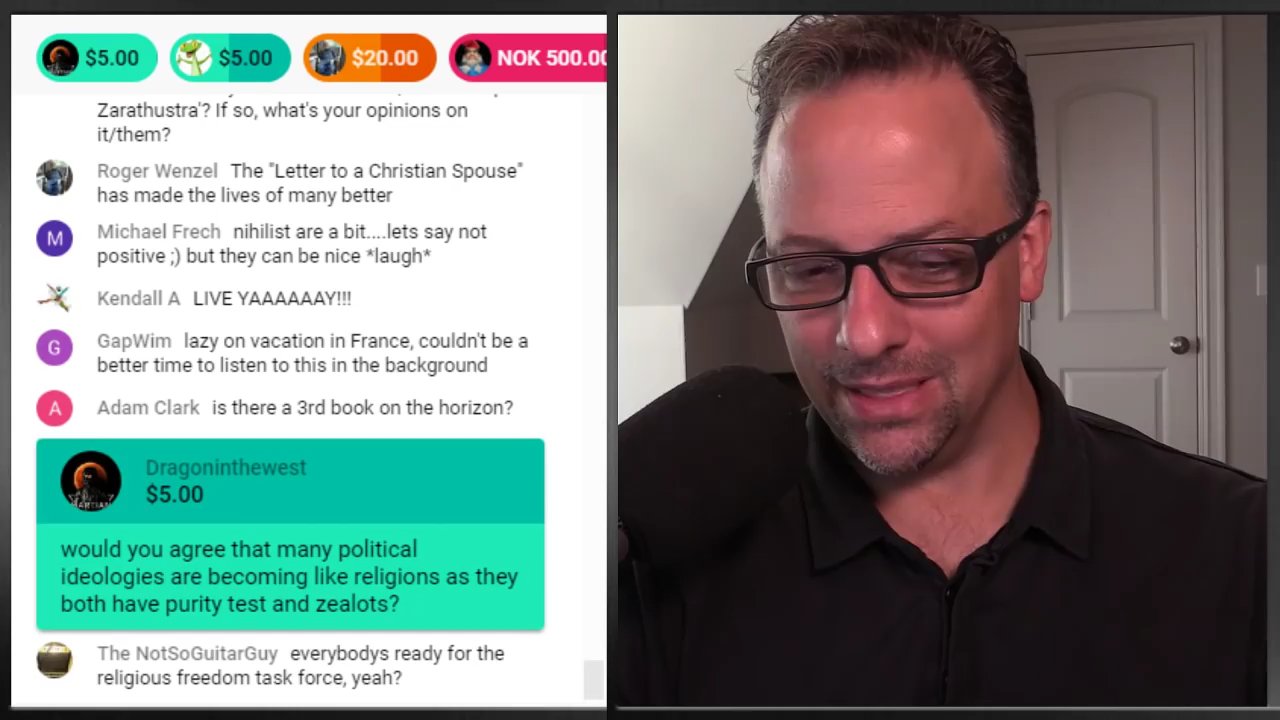 $5.00
$5.00
$20.00
NOK 500.00
Zarathustra'? If so, what's your opinions on
it/them?
Roger Wenzel The "Letter to a Christian Spouse"
has made the lives of many better
M
Michael Frech nihilist are a bit....lets say not
positive ;) but they can be nice *laugh*
Kendall A LIVE YAAAAAAY!!!
G
GapWim lazy on vacation in France, couldn't be a
better time to listen to this in the background
A
Adam Clark is there a 3rd book on the horizon?
Dragoninthewest
$5.00
would you agree that many political
ideologies are becoming like religions as they
both have purity test and zealots?
The NotSoGuitarGuy everybodys ready for the
religious freedom task force, yeah?